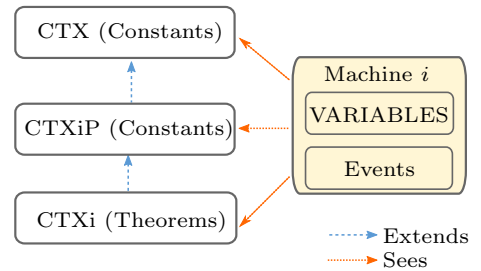 CTX (Constants)
CTXiP (Constants)
CTXi (Theorems)
Machine i
VARIABLES
Events
Extends
Sees